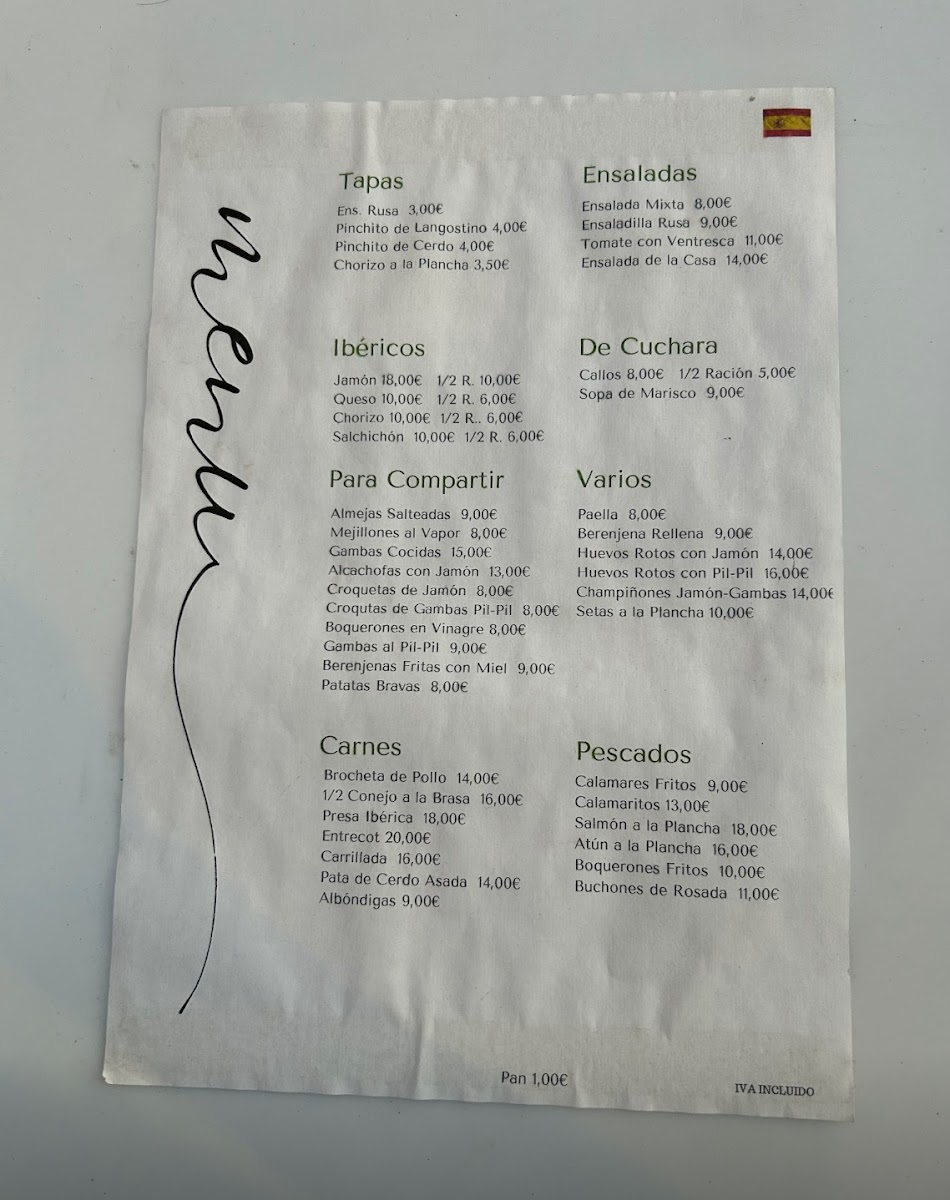 menu
Tapas
Ens. Rusa 3,00€
Pinchito de Langostino 4,00€
Pinchito de Cerdo 4,00€
Chorizo a la Plancha 3,50€
Ensaladas
Ensalada Mixta 8,00€
Ensaladilla Rusa 9,00€
Tomate con Ventresca 11,00€
Ensalada de la Casa 14,00€
Ibéricos
Jamón 18,00€ 1/2 R. 10,00€
Queso 10,00€ 1/2 R. 6,00€
Chorizo 10,00€ 1/2 R.. 6,00€
Salchichón 10,00€ 1/2 R. 6,00€
De Cuchara
Callos 8,00€ 1/2 Ración 5,00€
Sopa de Marisco 9,00€
Para Compartir
Almejas Salteadas 9,00€
Mejillones al Vapor 8,00€
Gambas Cocidas 15,00€
Alcachofas con Jamón 13,00€
Croquetas de Jamón 8,00€
Croqutas de Gambas Pil-Pil 8,00€
Boquerones en Vinagre 8,00€
Gambas al Pil-Pil 9,00€
Berenjenas Fritas con Miel 9,00€
Patatas Bravas 8,00€
Varios
Paella 8,00€
Berenjena Rellena 9,00€
Huevos Rotos con Jamón 14,00€
Huevos Rotos con Pil-Pil 16,00€
Champiñones Jamón-Gambas 14,00€
Setas a la Plancha 10,00€
Carnes
Brocheta de Pollo 14,00€
1/2 Conejo a la Brasa 16,00€
Presa Ibérica 18,00€
Entrecot 20,00€
Carrillada 16,00€
Pata de Cerdo Asada 14,00€
Albóndigas 9,00€
Pescados
Calamares Fritos 9,00€
Calamaritos 13,00€
Salmón a la Plancha 18,00€
Atún a la Plancha 16,00€
Boquerones Fritos 10,00€
Buchones de Rosada 11,00€
Pan 1,00€
IVA INCLUIDO